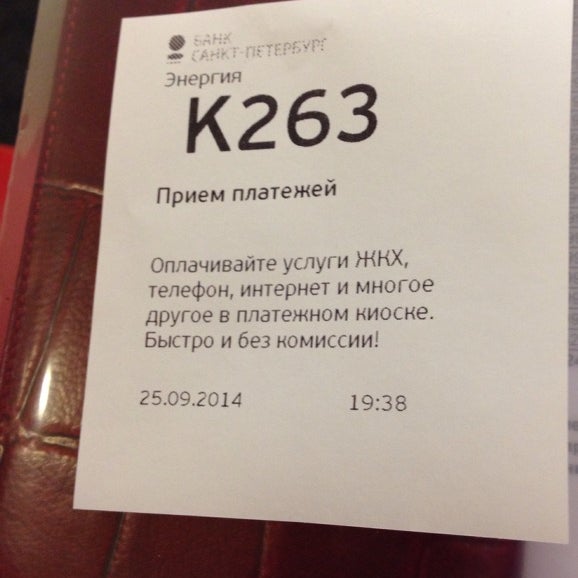 БАНК
САНКТ-ПЕТЕРБУРГ
Энергия
К263
Прием платежей
Оплачивайте услуги ЖКХ,
телефон, интернет и многое
другое в платежном киоске.
Быстро и без комиссии!
25.09.2014 19:38